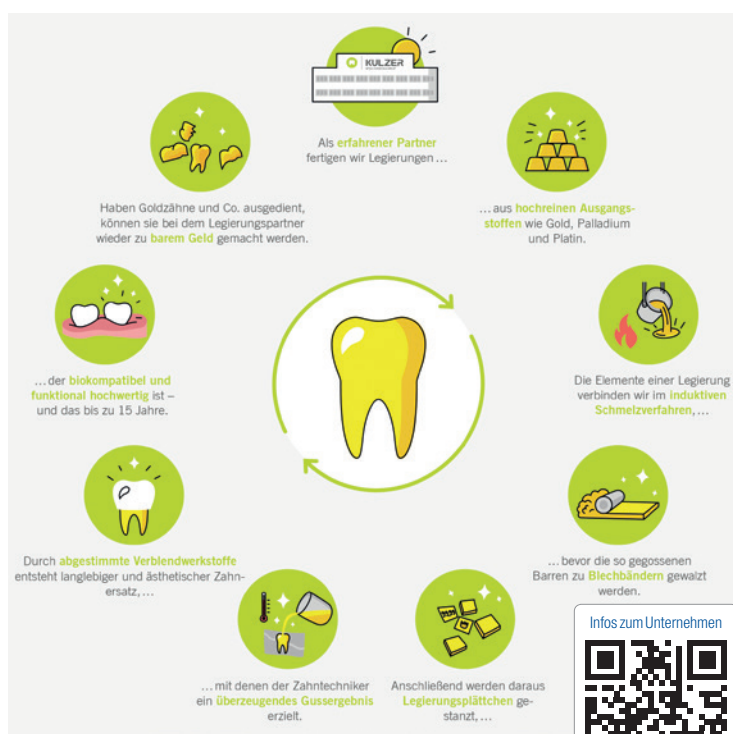 KULZER
Als erfahrener Partner
fertigen wir Legierungen ...
... aus hochreinen Ausgangs-
stoffen wie Gold, Palladium
und Platin.
Die Elemente einer Legierung
verbinden wir im induktiven
Schmelzverfahren, ...
... bevor die so gegossenen
Barren zu Blechbändern gewalzt
werden.
Anschließend werden daraus
Legierungsplättchen ge-
stanzt, ...
... mit denen der Zahntechniker
ein überzeugendes Gussergebnis
erzielt.
Durch abgestimmte Verblendwerkstoffe
entsteht langlebiger und ästhetischer Zahn-
ersatz, ...
... der biokompatibel und
funktional hochwertig ist –
und das bis zu 15 Jahre.
Haben Goldzähne und Co. ausgedient,
können sie bei dem Legierungspartner
wieder zu barem Geld gemacht werden.
Infos zum Unternehmen